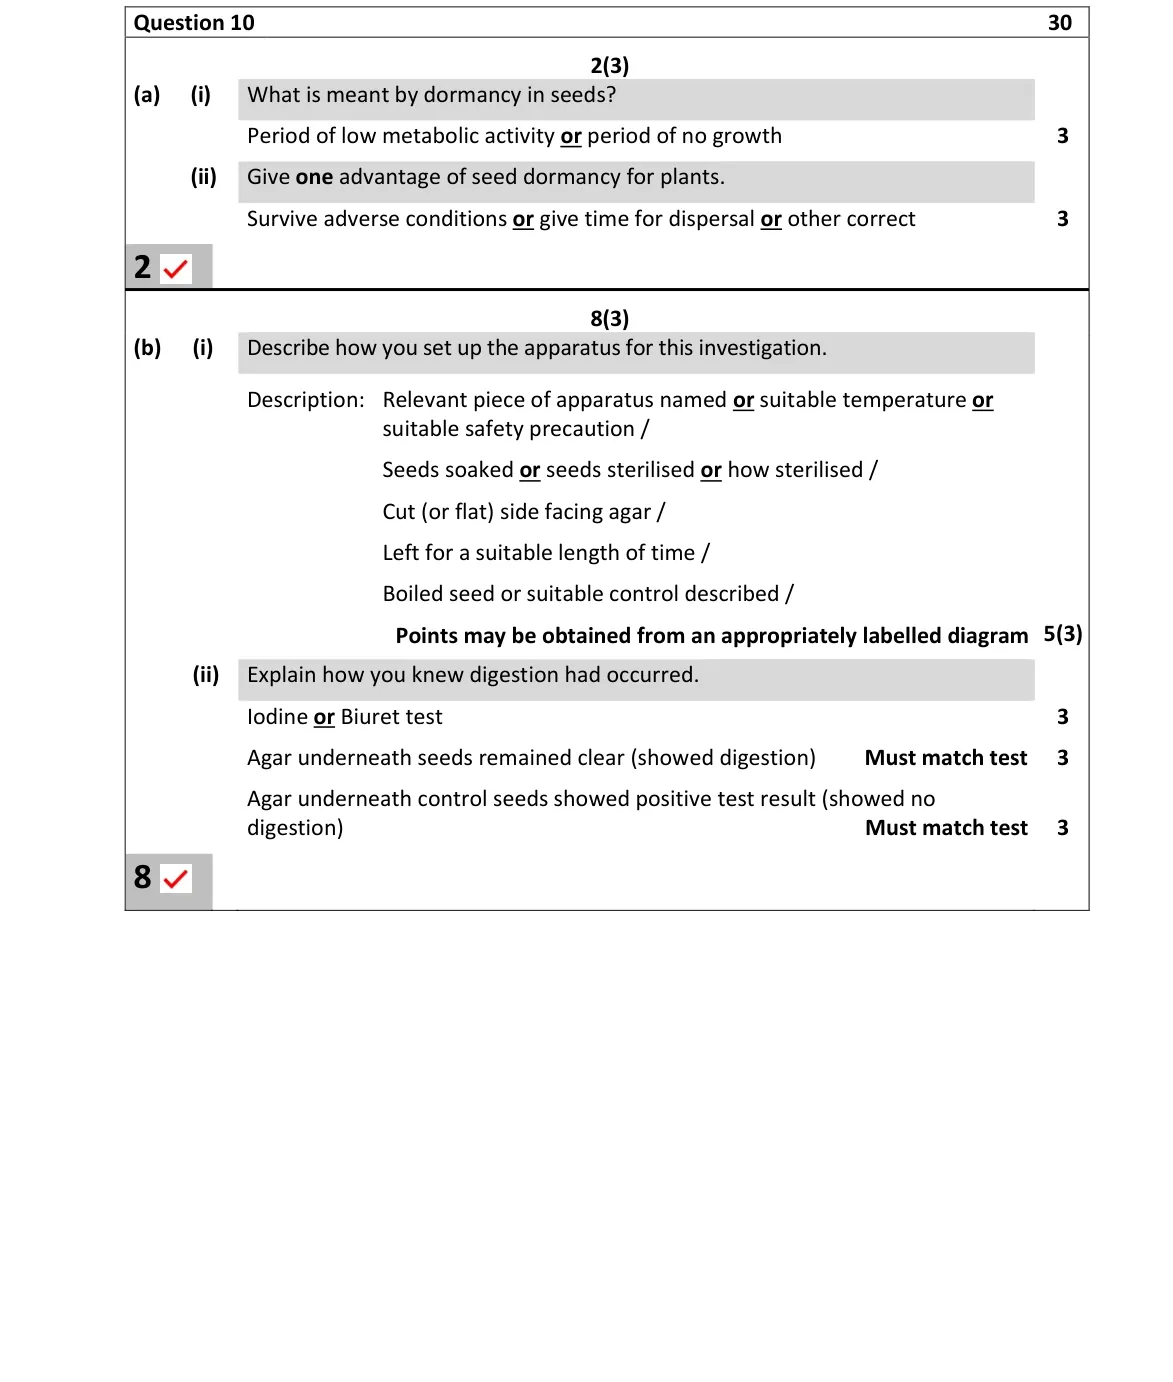 Question 10 30
2(3)
(a) (i) What is meant by dormancy in seeds?
Period of low metabolic activity or period of no growth 3
(ii) Give one advantage of seed dormancy for plants.
Survive adverse conditions or give time for dispersal or other correct 3
2
8(3)
(b) (i) Describe how you set up the apparatus for this investigation.
Description: Relevant piece of apparatus named or suitable temperature or
suitable safety precaution /
Seeds soaked or seeds sterilised or how sterilised /
Cut (or flat) side facing agar /
Left for a suitable length of time /
Boiled seed or suitable control described /
Points may be obtained from an appropriately labelled diagram 5(3)
(ii) Explain how you knew digestion had occurred.
Iodine or Biuret test 3
Agar underneath seeds remained clear (showed digestion) Must match test 3
Agar underneath control seeds showed positive test result (showed no
digestion) Must match test 3
8